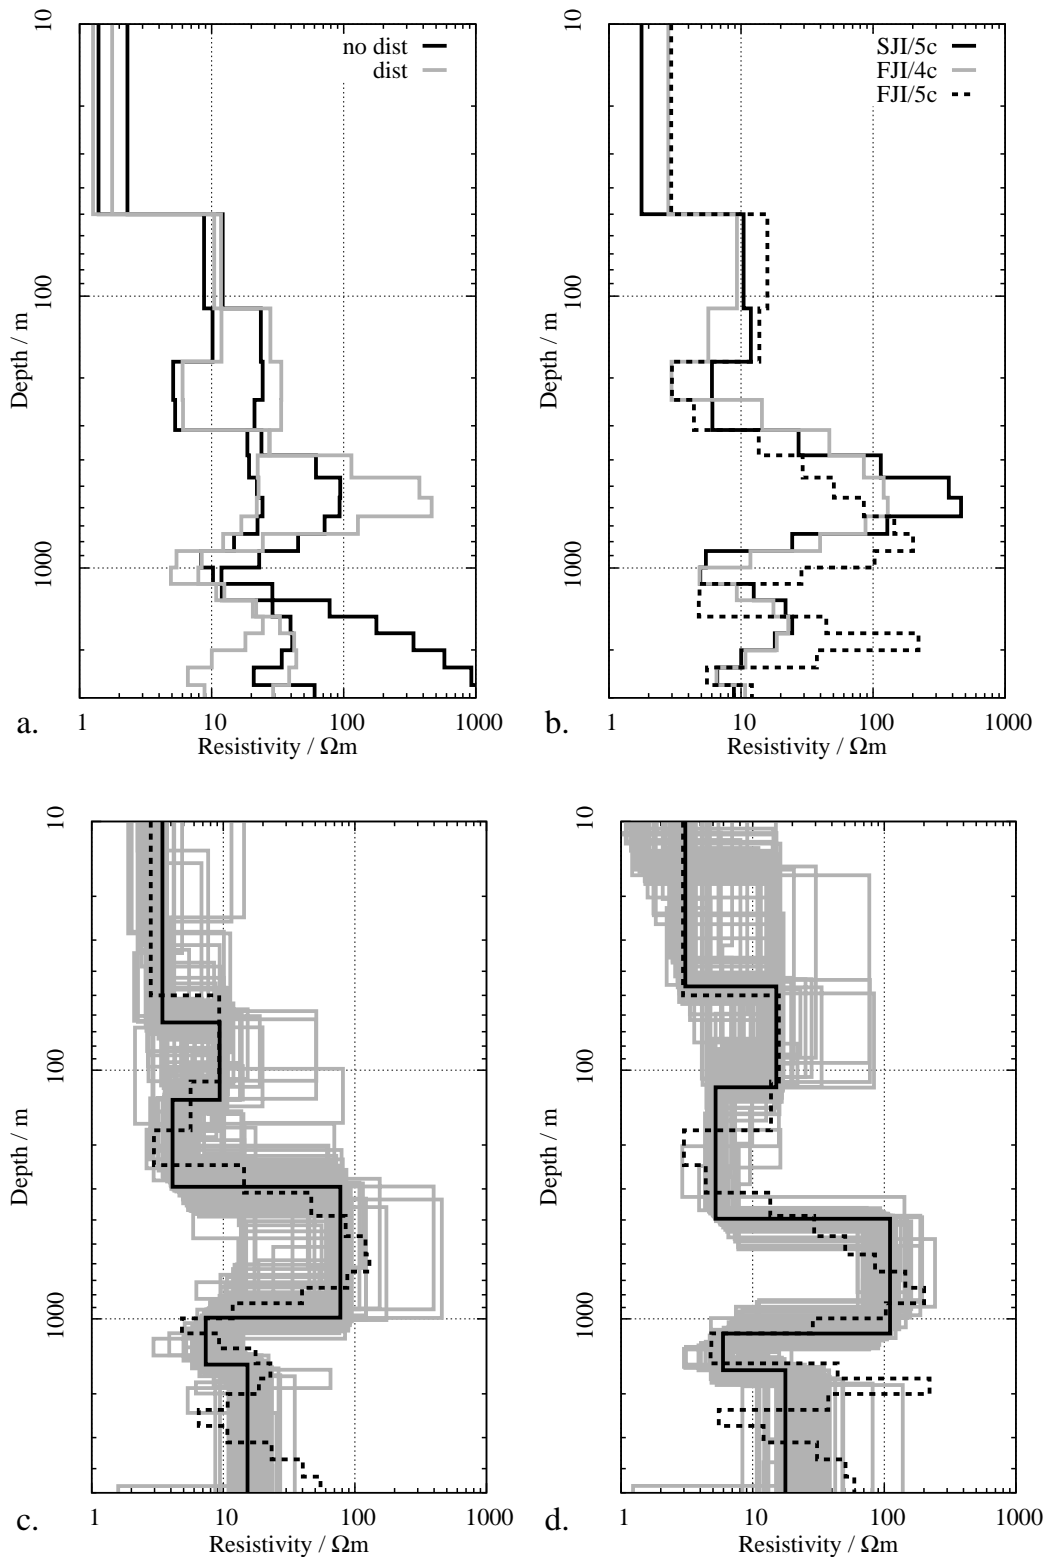 no dist
dist
10
100
1000
Depth / m
1 10 100 1000
Resistivity / Ωm
a.
SJI/5c
FJI/4c
FJI/5c
10
100
1000
Depth / m
1 10 100 1000
Resistivity / Ωm
b.
10
100
1000
Depth / m
1 10 100 1000
Resistivity / Ωm
c.
10
100
1000
Depth / m
1 10 100 1000
Resistivity / Ωm
d.